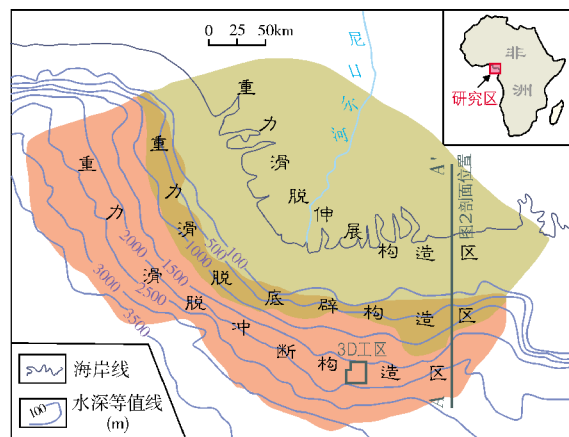 0 25 50km
尼日尔河
非洲
研究区
重力滑脱伸展构造区
重力滑脱底辟构造区
重力滑脱冲断构造区
A'
图2剖面位置
A
3D工区
100
500
1000
1500
2000
2500
3000
3500
海岸线
100
水深等值线
(m)